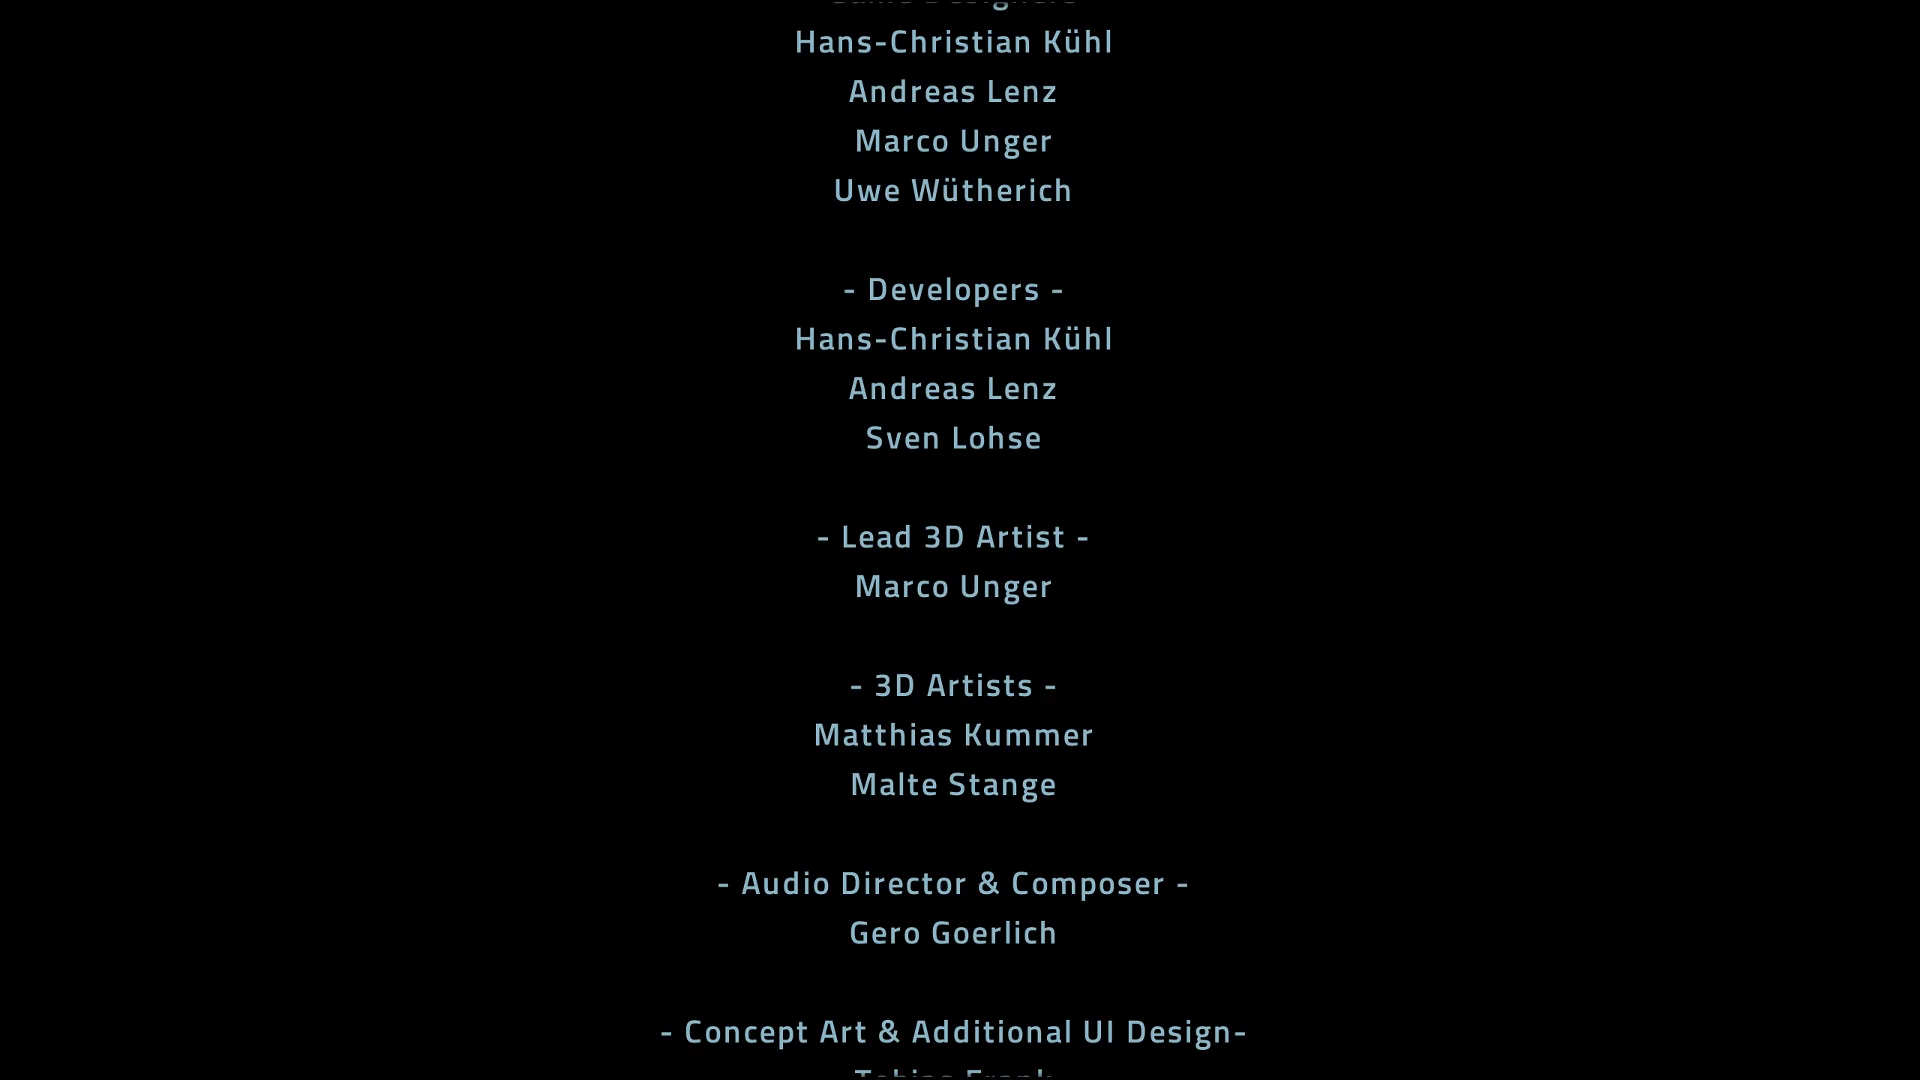 Hans-Christian Kühl
Andreas Lenz
Marco Unger
Uwe Wütherich
- Developers -
Hans-Christian Kühl
Andreas Lenz
Sven Lohse
- Lead 3D Artist -
Marco Unger
- 3D Artists -
Matthias Kummer
Malte Stange
- Audio Director & Composer -
Gero Goerlich
- Concept Art & Additional UI Design-
Tobias Frank